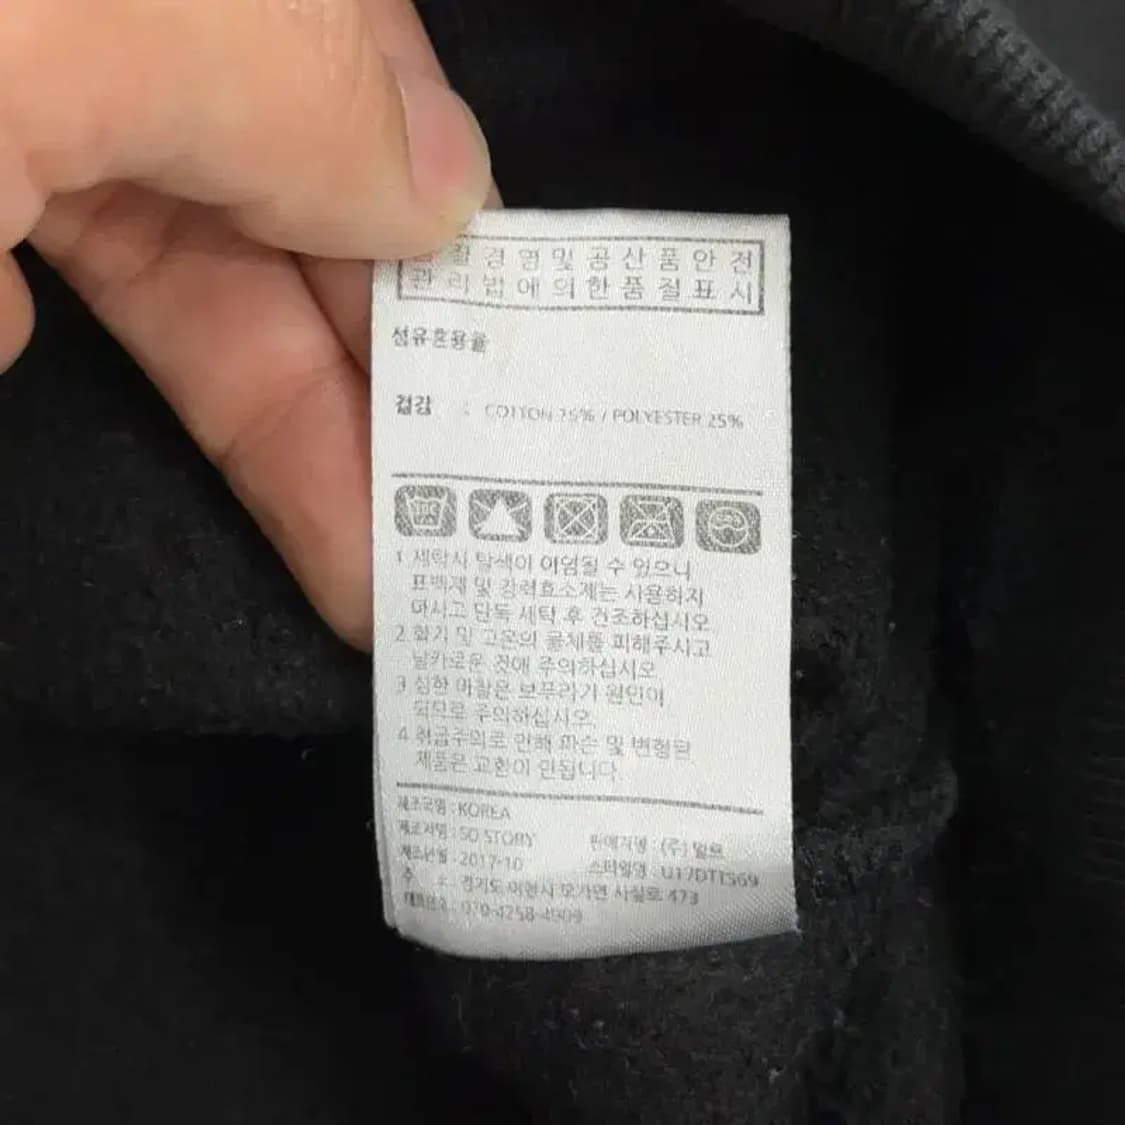 경영및공산품안전
관리법에의한품질표시
섬유혼용율
겉감 : COTTON 75% / POLYESTER 25%
1 세탁시 탈색이 이염될 수 있으니
표백제 및 강력효소제는 사용하지
마시고 단독 세탁 후 건조하십시오.
2 화기 및 고온의 물체를 피해주시고
날카로운 것에 주의하십시오.
3 심한 마찰은 보푸라기 원인이
되므로 주의하십시오.
4 취급주의로 인해 파손 및 변형된
제품은 교환이 안됩니다.
제조국명 : KOREA
제조자명 : SO STORY 판매자명 : (주)
제조년월 : 2017-10 스타일명 : U17DTTS69
주 소 : 경기도 이천시 모가면 사실로 473
070-4258-4909